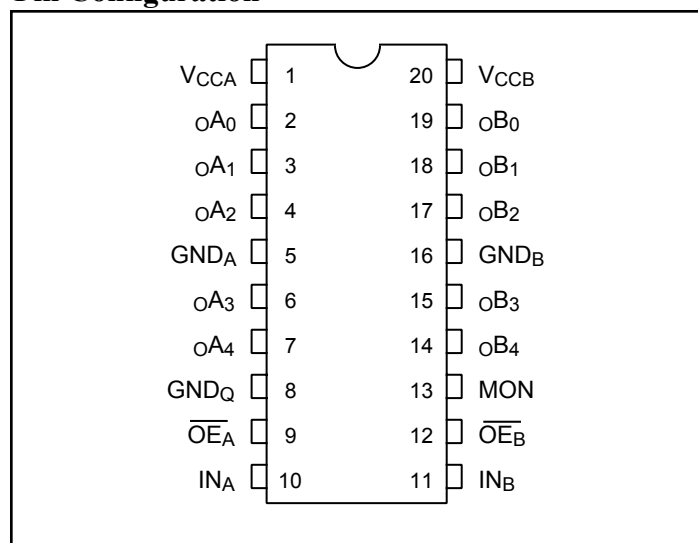 Pin Configuration
VCCA 1 20 VCCB
OA0 2 19 OB0
OA1 3 18 OB1
OA2 4 17 OB2
GNDA 5 16 GNDB
OA3 6 15 OB3
OA4 7 14 OB4
GNDQ 8 13 MON
OEA 9 12 OEB
INA 10 11 INB